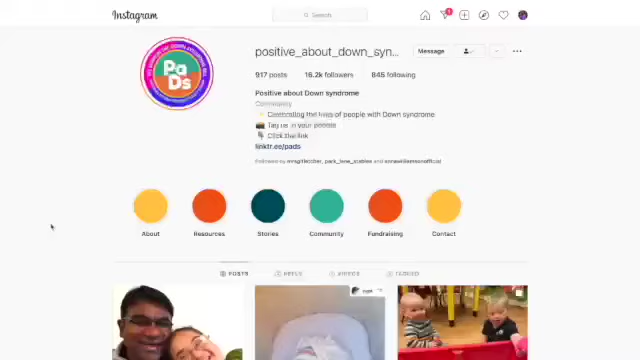 Instagram
Search
positive_about_down_syn...
Message
917 posts 16.2k followers 845 following
Positive about Down syndrome
Community
Celebrating the lives of people with Down syndrome
Tag us in your photos
Click the link
linktr.ee/pads
PaDs
About Resources Stories Community Fundraising Contact
POSTS REELS VIDEOS TAGGED